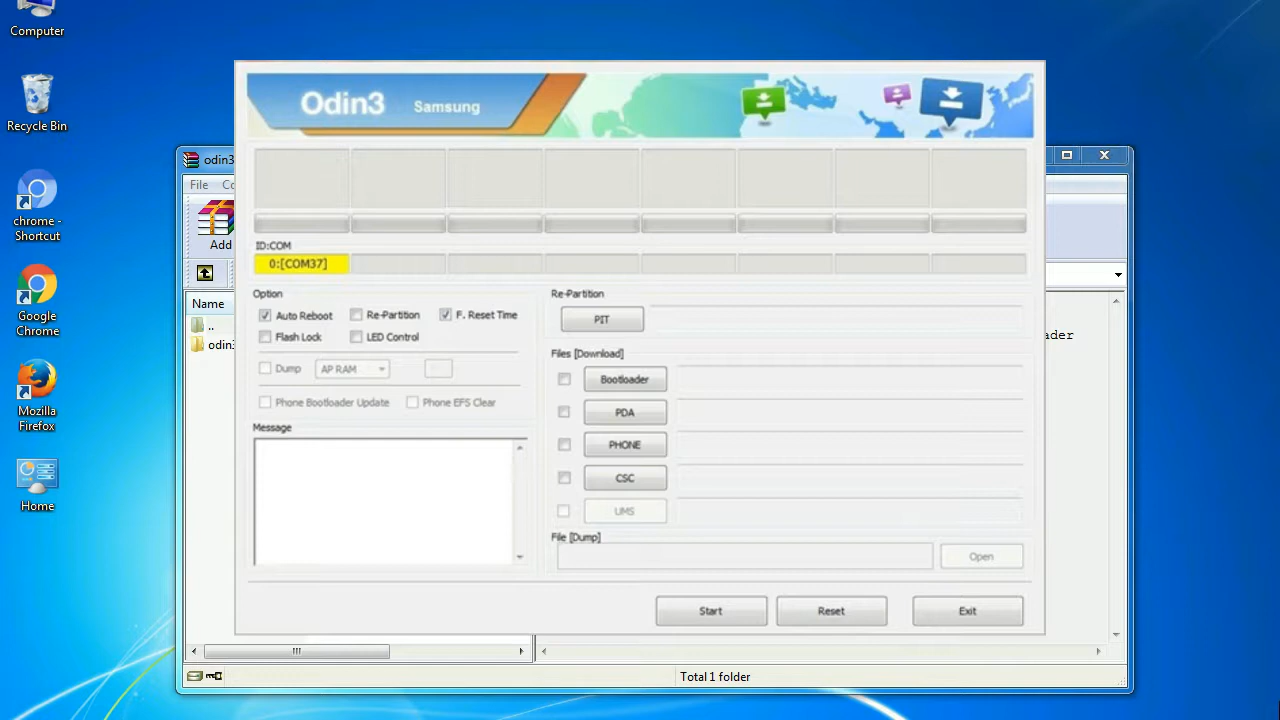 Computer
Recycle Bin
chrome -
Shortcut
Google
Chrome
Mozilla
Firefox
Home
odin3
File Co
Add
Name
..
odin3
ader
Total 1 folder
Odin3 Samsung
ID:COM
0:[COM37]
Option
Auto Reboot Re-Partition F. Reset Time
Flash Lock LED Control
Dump AP RAM
Phone Bootloader Update Phone EFS Clear
Message
Re-Partition
PIT
Files [Download]
Bootloader
PDA
PHONE
CSC
UMS
File [Dump]
Open
Start Reset Exit